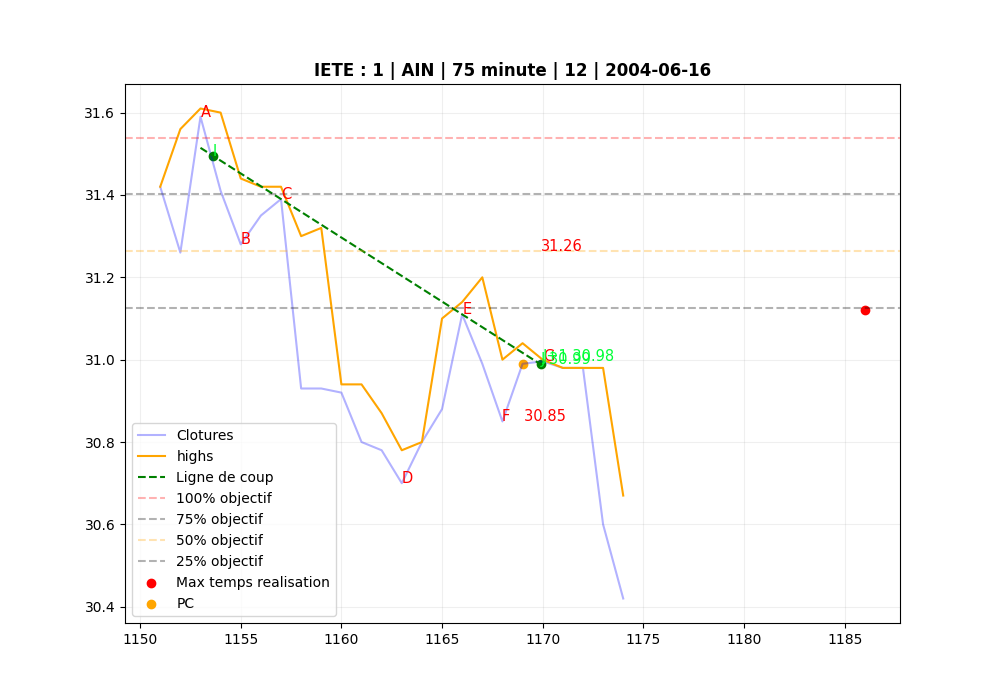 IETE : 1 | AIN | 75 minute | 12 | 2004-06-16
31.6
31.4
31.2
31.0
30.8
30.6
30.4
A
B
C
31.26
E
G
30.98
F 30.85
D
Clotures
highs
Ligne de coup
100% objectif
75% objectif
50% objectif
25% objectif
Max temps realisation
PC
1150
1155
1160
1165
1170
1175
1180
1185